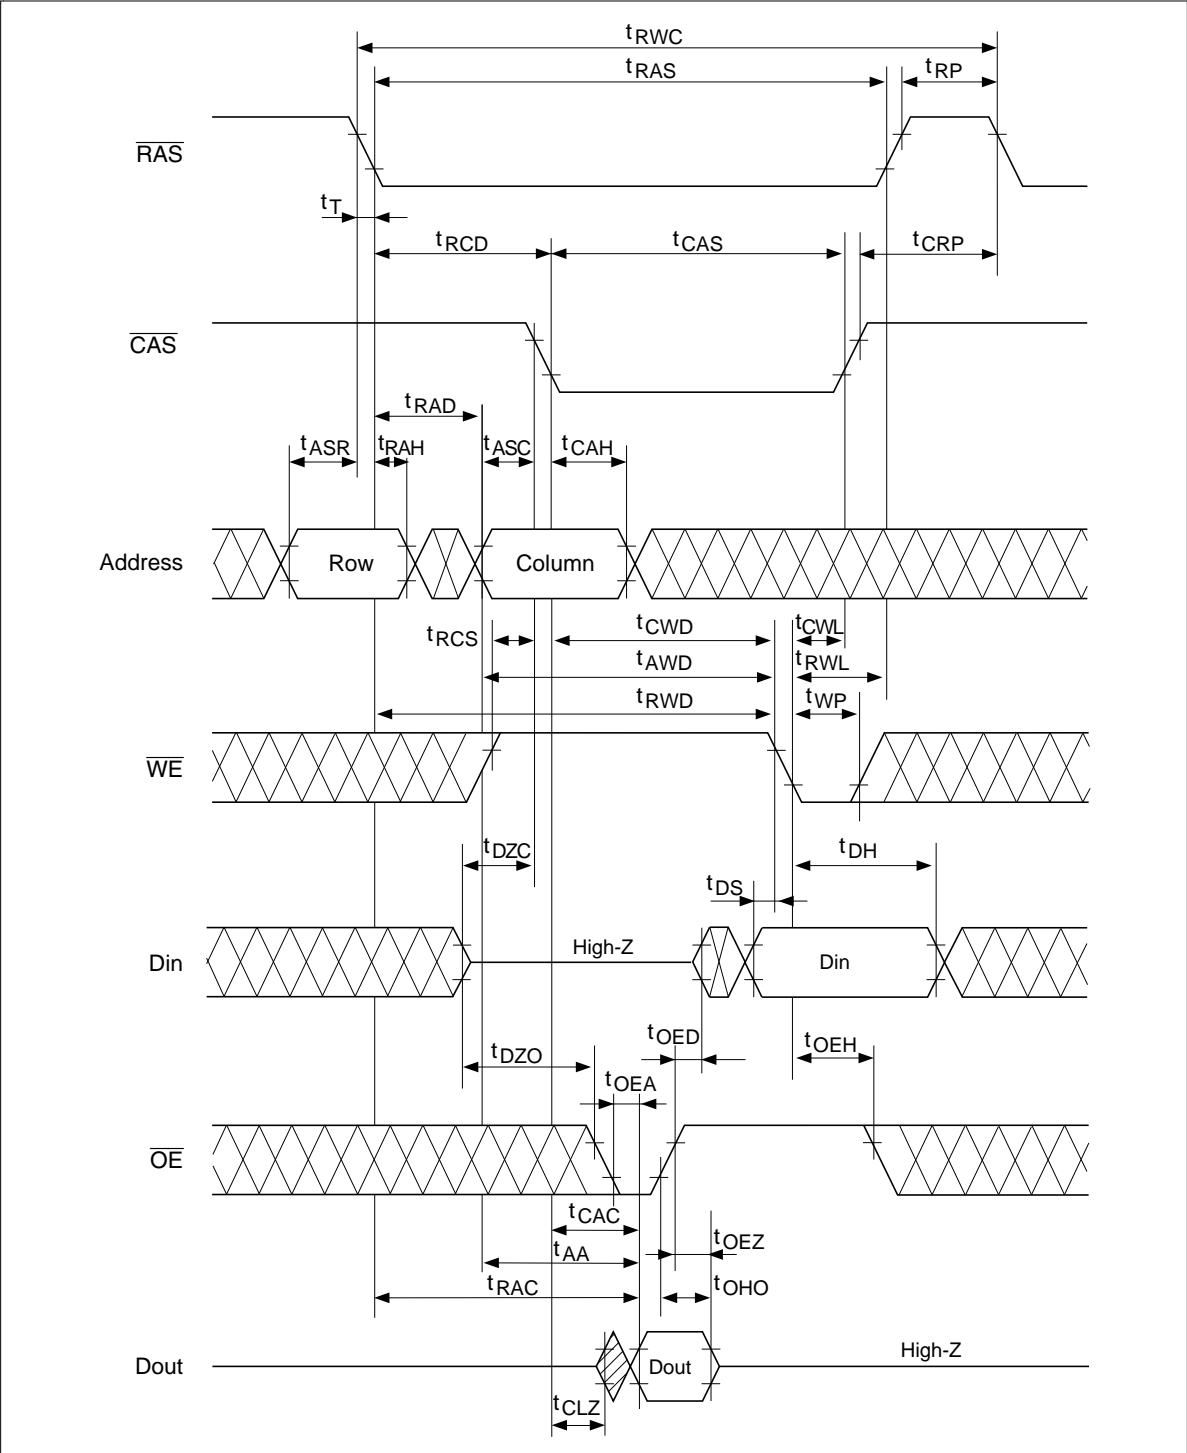 tRWC
tRAS
tRP
RAS
tT
tRCD
tCAS
tCRP
CAS
tRAD
tASR
tRAH
tASC
tCAH
Address
Row
Column
tRCS
tCWD
tCWL
tAWD
tRWL
tRWD
tWP
WE
tDZC
tDH
tDS
Din
High-Z
Din
tOED
tOEH
tDZO
tOEA
OE
tCAC
tOEZ
tAA
tRAC
tOHO
Dout
Dout
High-Z
tCLZ